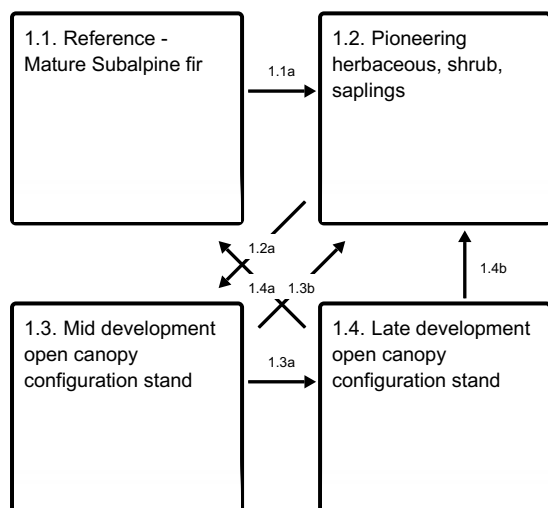 1.1. Reference -
Mature Subalpine fir
1.1a
1.2. Pioneering
herbaceous, shrub,
saplings
1.2a
1.4a
1.3b
1.4b
1.3. Mid development
open canopy
configuration stand
1.3a
1.4. Late development
open canopy
configuration stand